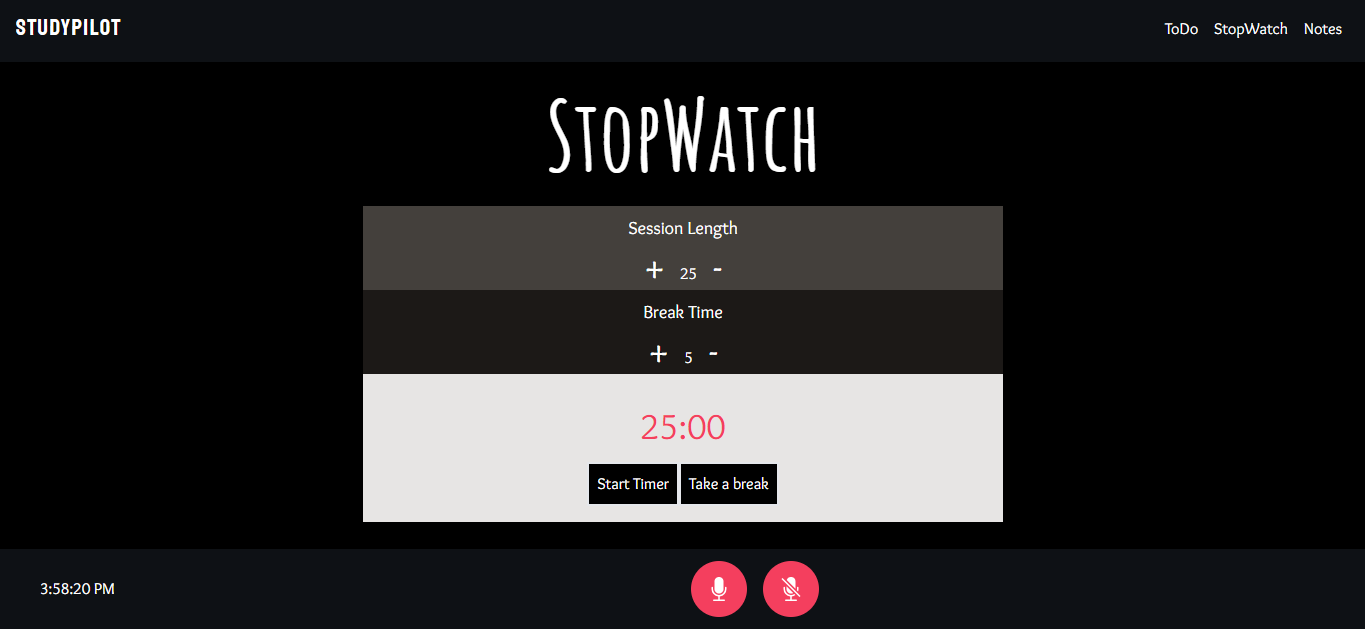 STUDYPILOT
ToDo StopWatch Notes
StopWatch
Session Length
+ 25 -
Break Time
+ 5 -
25:00
Start Timer Take a break
3:58:20 PM